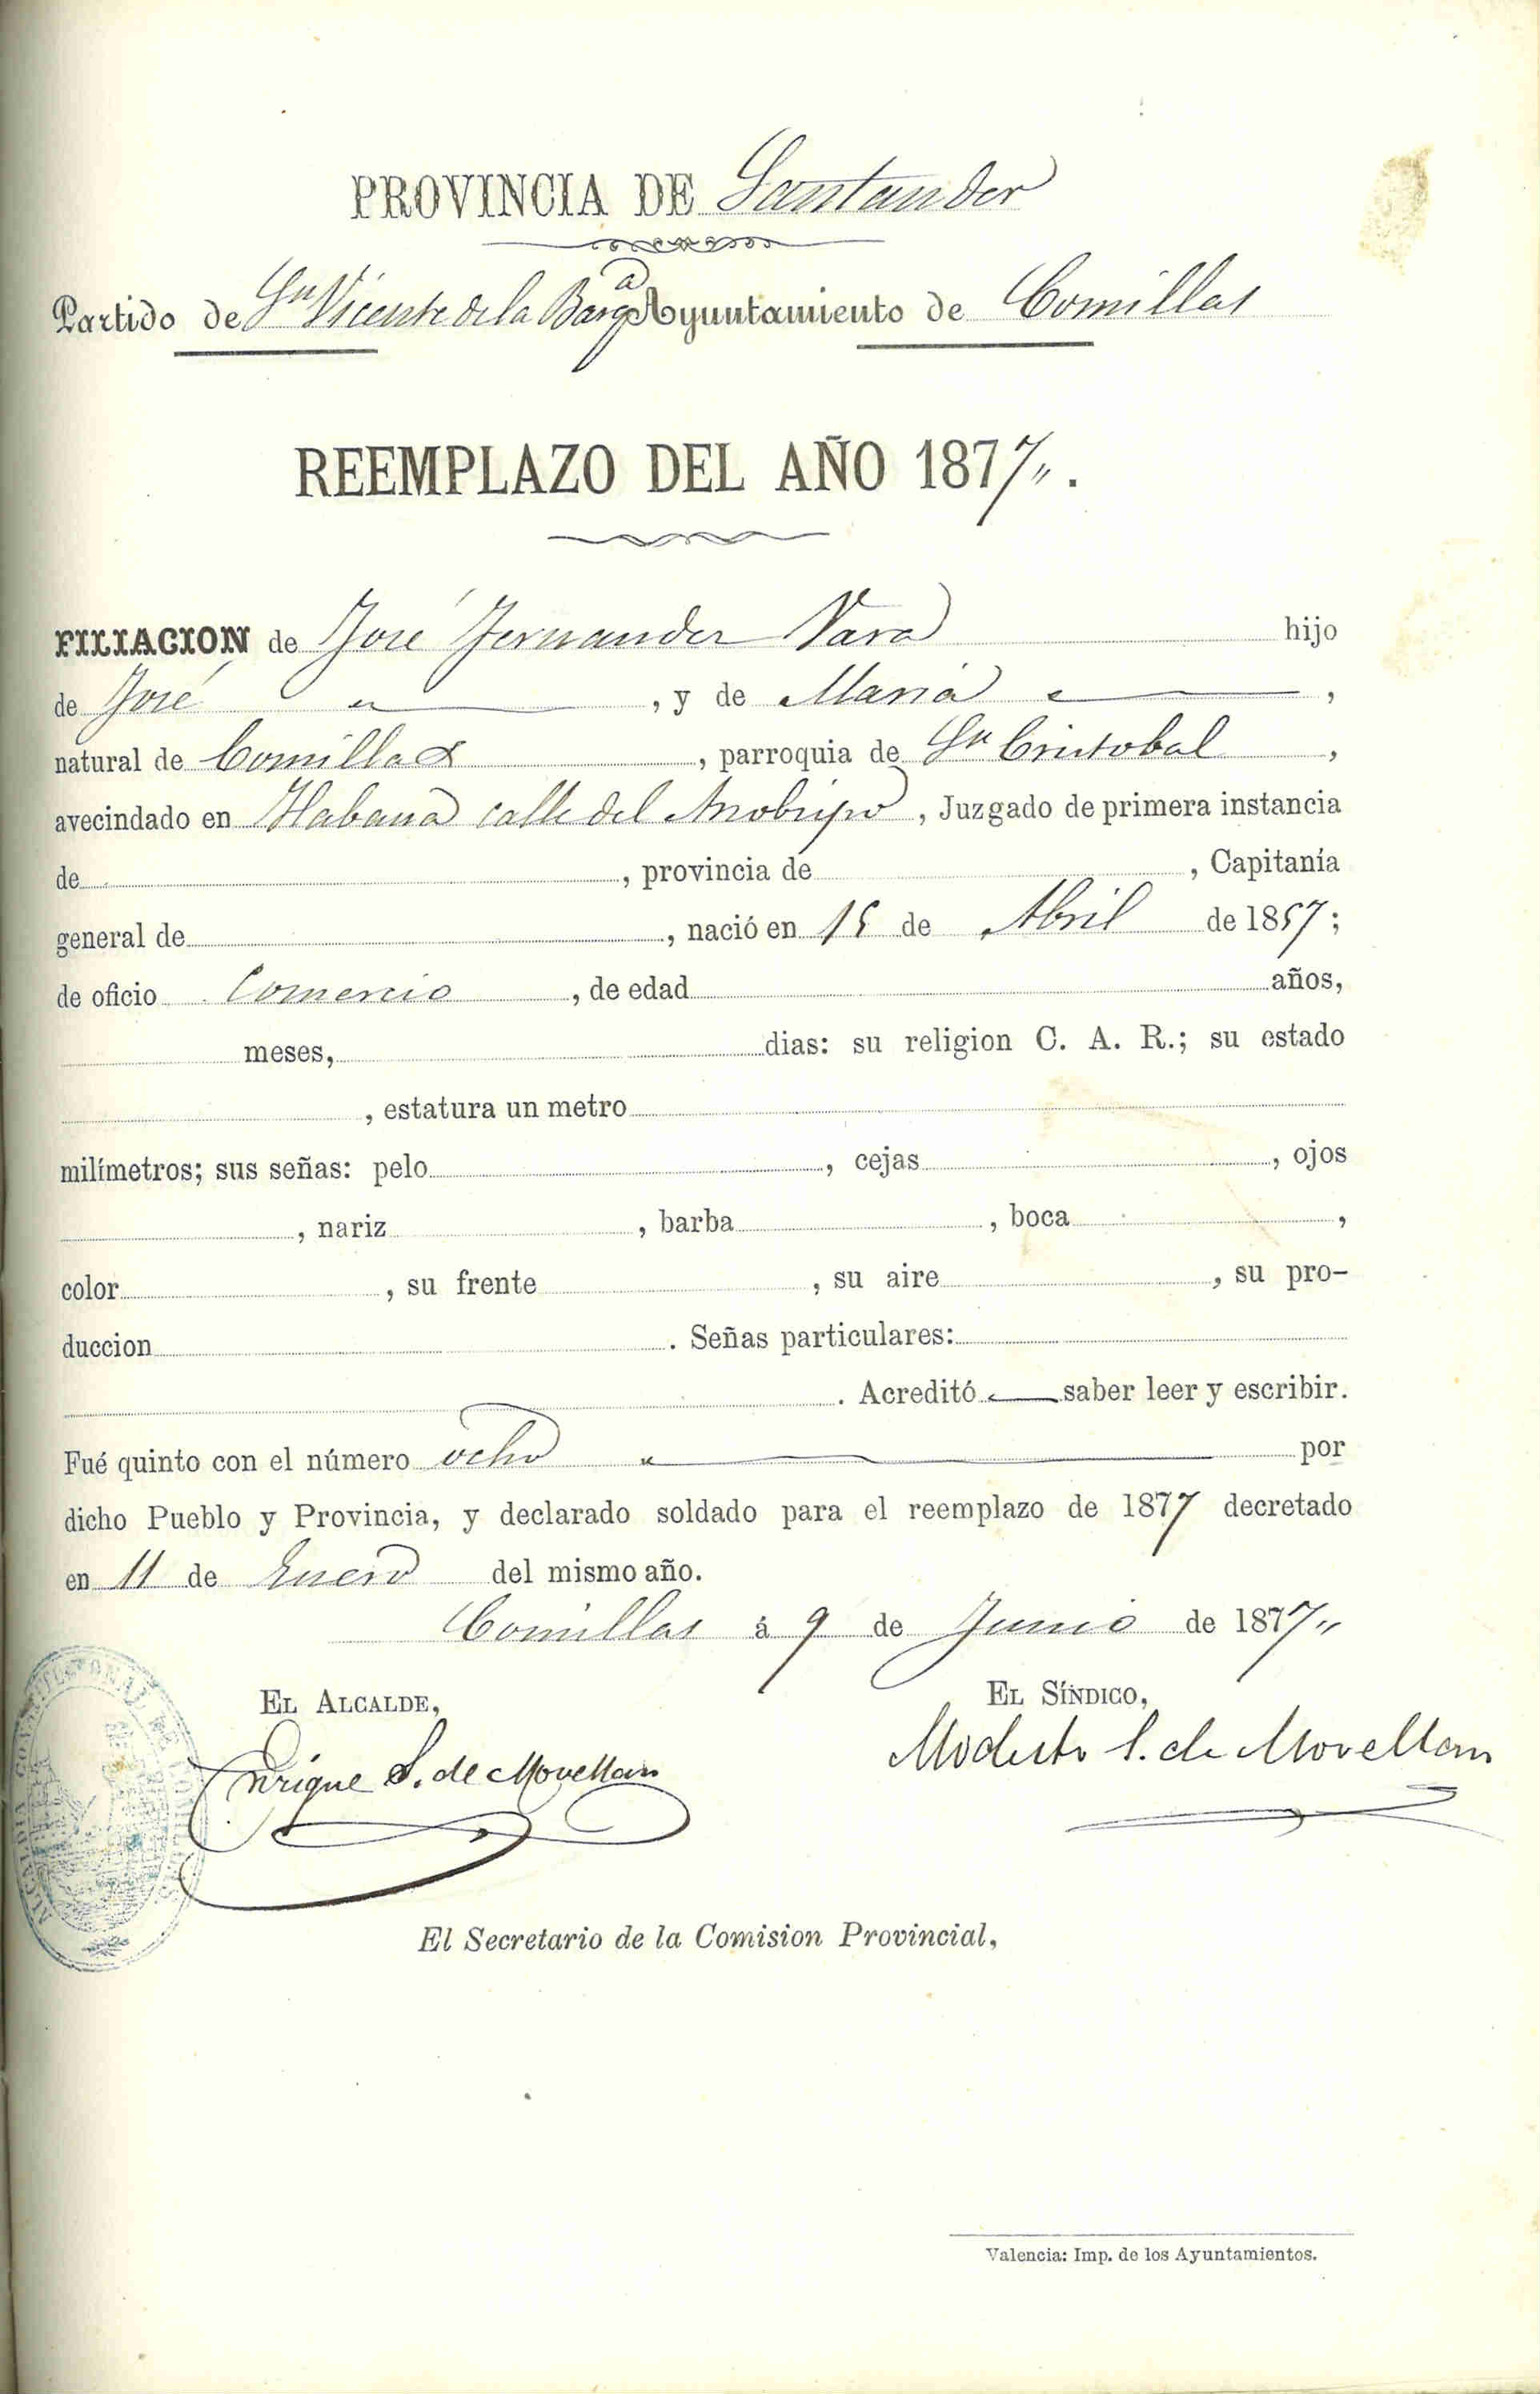 PROVINCIA DE Santander
Partido de Sn Vicente de la Barqa Ayuntamiento de Comillas
REEMPLAZO DEL AÑO 1877.
FILIACION de José Fernandez Vara hijo
de José, y de Maria,
natural de Comillas, parroquia de Sn Cristobal,
avecindado en Habana calle del, Juzgado de primera instancia
de, provincia de, Capitanía
general de, nació en 15 de Abril de 1857;
de oficio Comercio, de edad años,
meses, dias: su religion C. A. R.; su estado
, estatura un metro
milímetros; sus señas: pelo, cejas, ojos
, nariz, barba, boca,
color, su frente, su aire, su pro-
duccion. Señas particulares:
. Acreditó saber leer y escribir.
Fué quinto con el número ocho por
dicho Pueblo y Provincia, y declarado soldado para el reemplazo de 1877 decretado
en 11 de Enero del mismo año.
Comillas á 9 de Junio de 1877
EL ALCALDE,
EL SÍNDICO,
Enrique S. de Movellan
Modesto S. de Movellan
El Secretario de la Comision Provincial,
Valencia: Imp. de los Ayuntamientos.